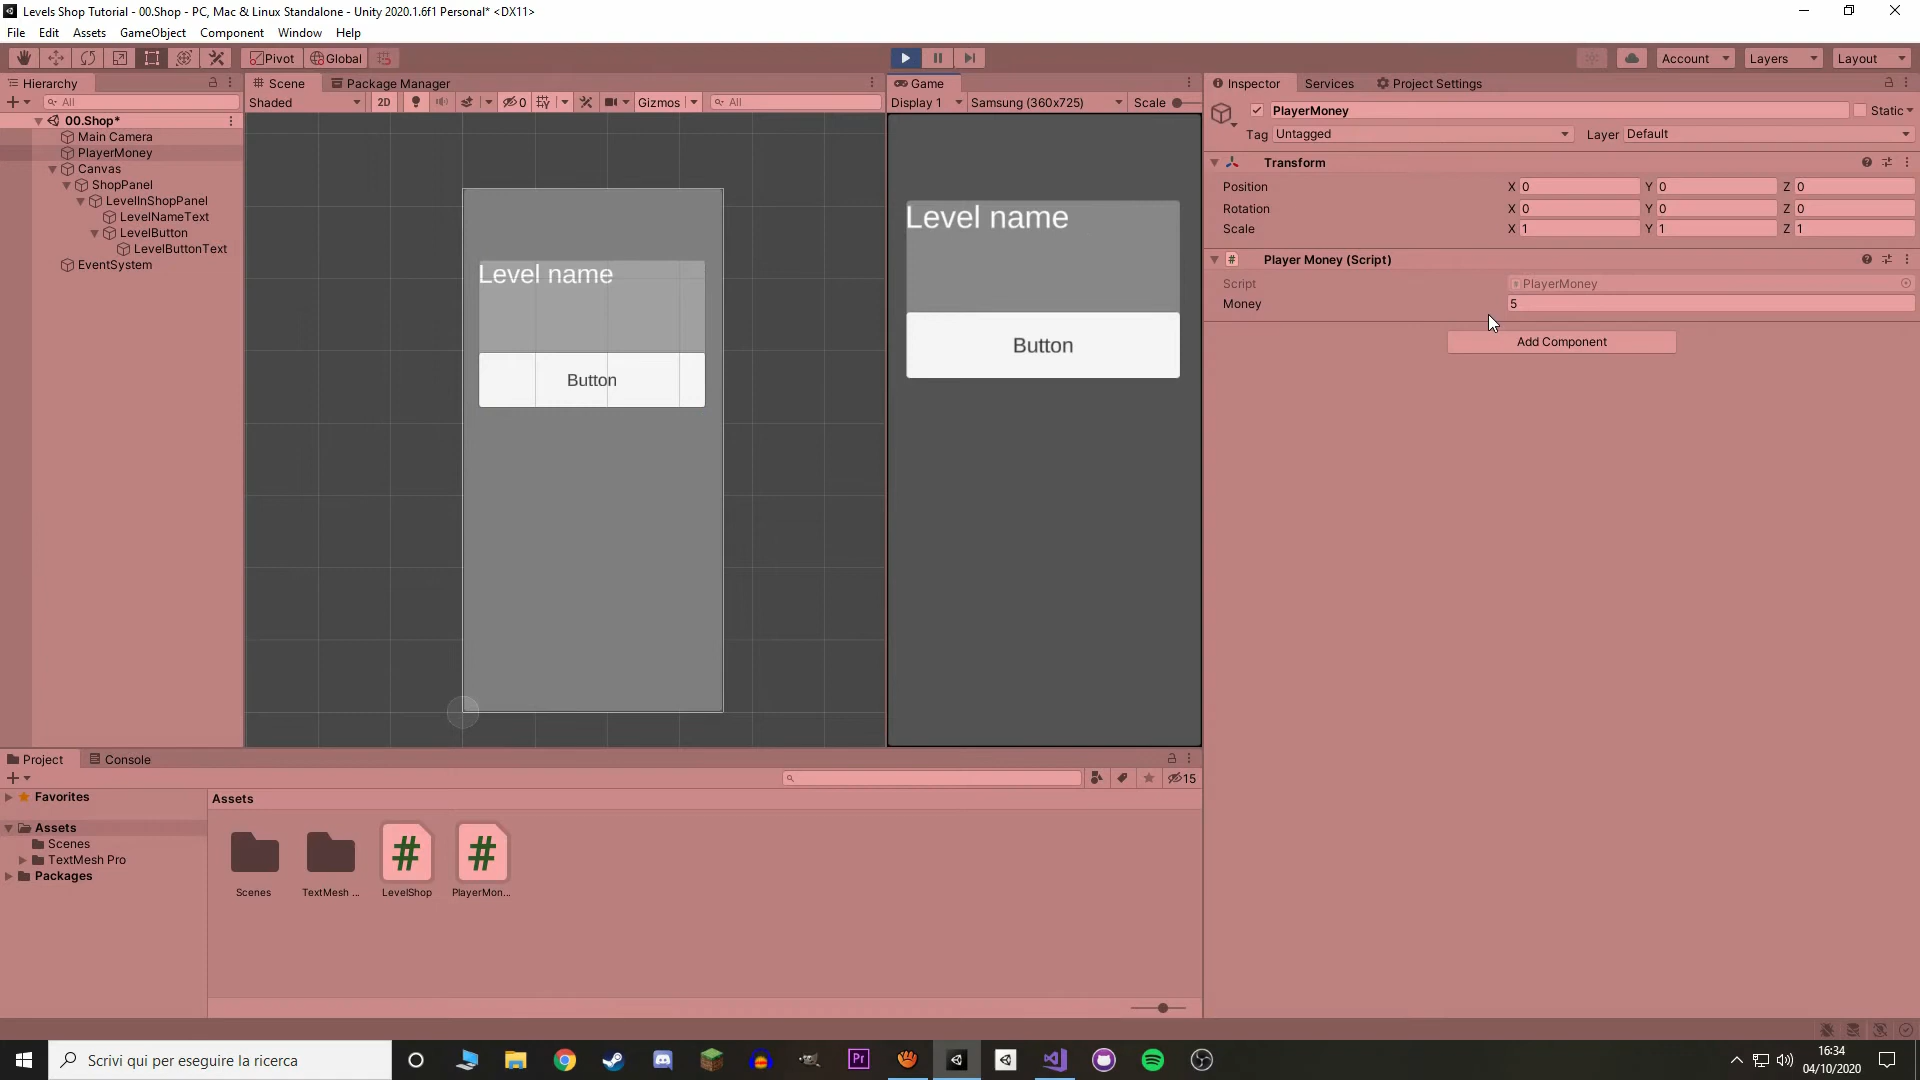 Levels Shop Tutorial - 00.Shop - PC, Mac & Linux Standalone - Unity 2020.1.6f1 Personal* <DX11>
File Edit Assets GameObject Component Window Help
Pivot Global Account Layers Layout
Hierarchy Scene Package Manager Game Inspector Services Project Settings
All Shaded 2D 0 Gizmos All Display 1 Samsung (360x725) Scale
PlayerMoney Static
00.Shop*
Main Camera
Tag Untagged Layer Default
PlayerMoney
Canvas
Transform
ShopPanel
Position X 0 Y 0 Z 0
LevelInShopPanel
Rotation X 0 Y 0 Z 0
LevelNameText
Scale X 1 Y 1 Z 1
LevelButton
LevelButtonText
EventSystem
Player Money (Script)
Script PlayerMoney
Money 5
Add Component
Level name
Button
Level name
Button
Project Console
15
Favorites
Assets
Scenes
TextMesh Pro
Packages
Assets
Scenes TextMesh ... LevelShop PlayerMon...
Scrivi qui per eseguire la ricerca
Pr
16:34
04/10/2020